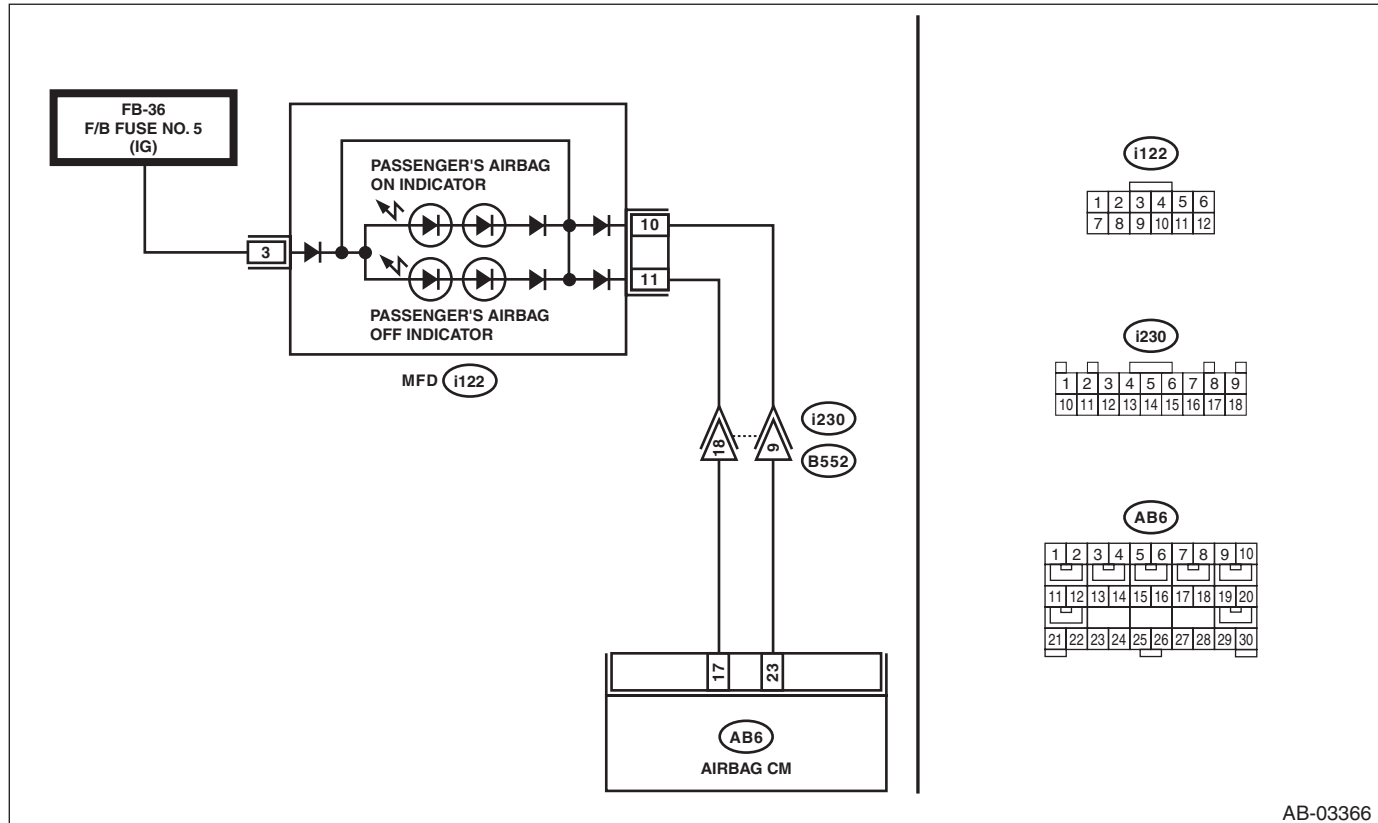 FB-36
F/B FUSE NO. 5
(IG)
PASSENGER'S AIRBAG
ON INDICATOR
3
10
11
PASSENGER'S AIRBAG
OFF INDICATOR
MFD i122
18
9
i230
B552
17
23
AB6
AIRBAG CM
i122
1 2 3 4 5 6
7 8 9 10 11 12
i230
1 2 3 4 5 6 7 8 9
10 11 12 13 14 15 16 17 18
AB6
1 2 3 4 5 6 7 8 9 10
11 12 13 14 15 16 17 18 19 20
21 22 23 24 25 26 27 28 29 30
AB-03366